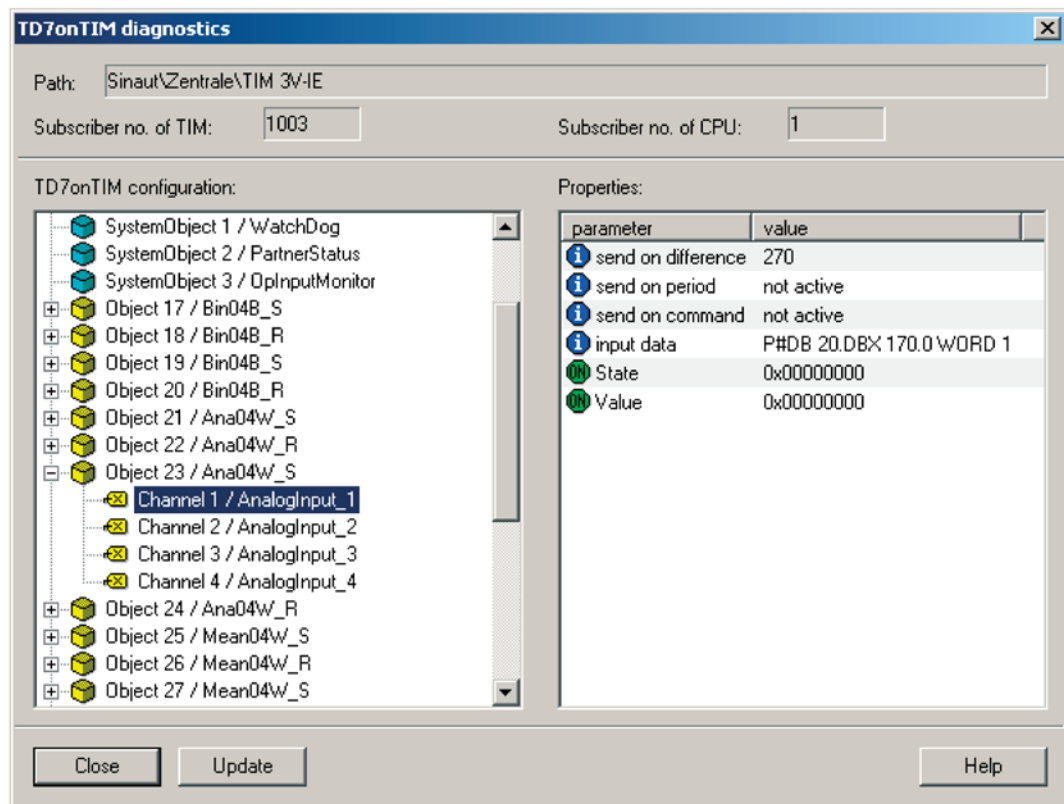 TD7onTIM diagnostics
Path: Sinaut\Zentrale\TIM 3V-IE
Subscriber no. of TIM: 1003 Subscriber no. of CPU: 1
TD7onTIM configuration:
SystemObject 1 / WatchDog
SystemObject 2 / PartnerStatus
SystemObject 3 / OpInputMonitor
Object 17 / Bin04B_S
Object 18 / Bin04B_R
Object 19 / Bin04B_S
Object 20 / Bin04B_R
Object 21 / Ana04W_S
Object 22 / Ana04W_R
Object 23 / Ana04W_S
Channel 1 / AnalogInput_1
Channel 2 / AnalogInput_2
Channel 3 / AnalogInput_3
Channel 4 / AnalogInput_4
Object 24 / Ana04W_R
Object 25 / Mean04W_S
Object 26 / Mean04W_R
Object 27 / Mean04W_S
Properties:
parameter value
send on difference 270
send on period not active
send on command not active
input data P#DB 20.DBX 170.0 WORD 1
ON State 0x00000000
ON Value 0x00000000
Close Update Help